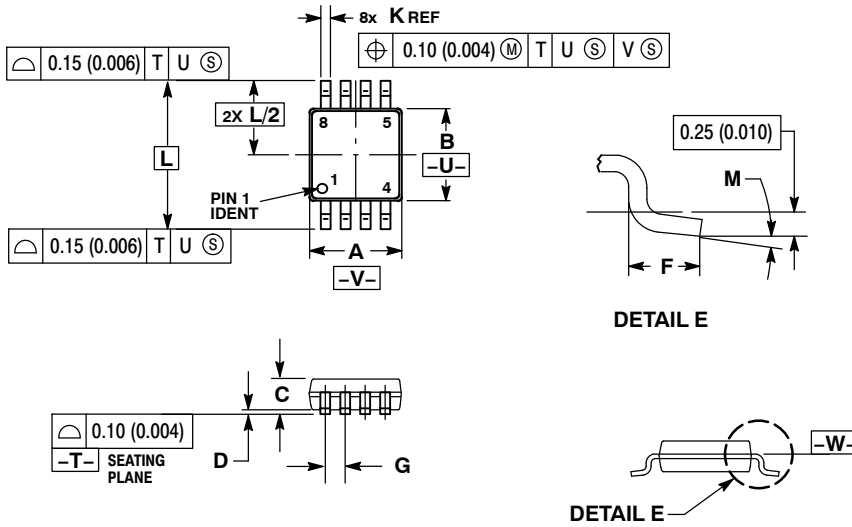 8x K REF
0.15 (0.006) T U Ⓢ
0.10 (0.004) Ⓜ T U Ⓢ V Ⓢ
2X L/2
8 5
B
-U-
0.25 (0.010)
L
M
1 4
PIN 1
IDENT
0.15 (0.006) T U Ⓢ
A
-V-
F
DETAIL E
C
0.10 (0.004)
-T- SEATING
PLANE
D
G
-W-
DETAIL E